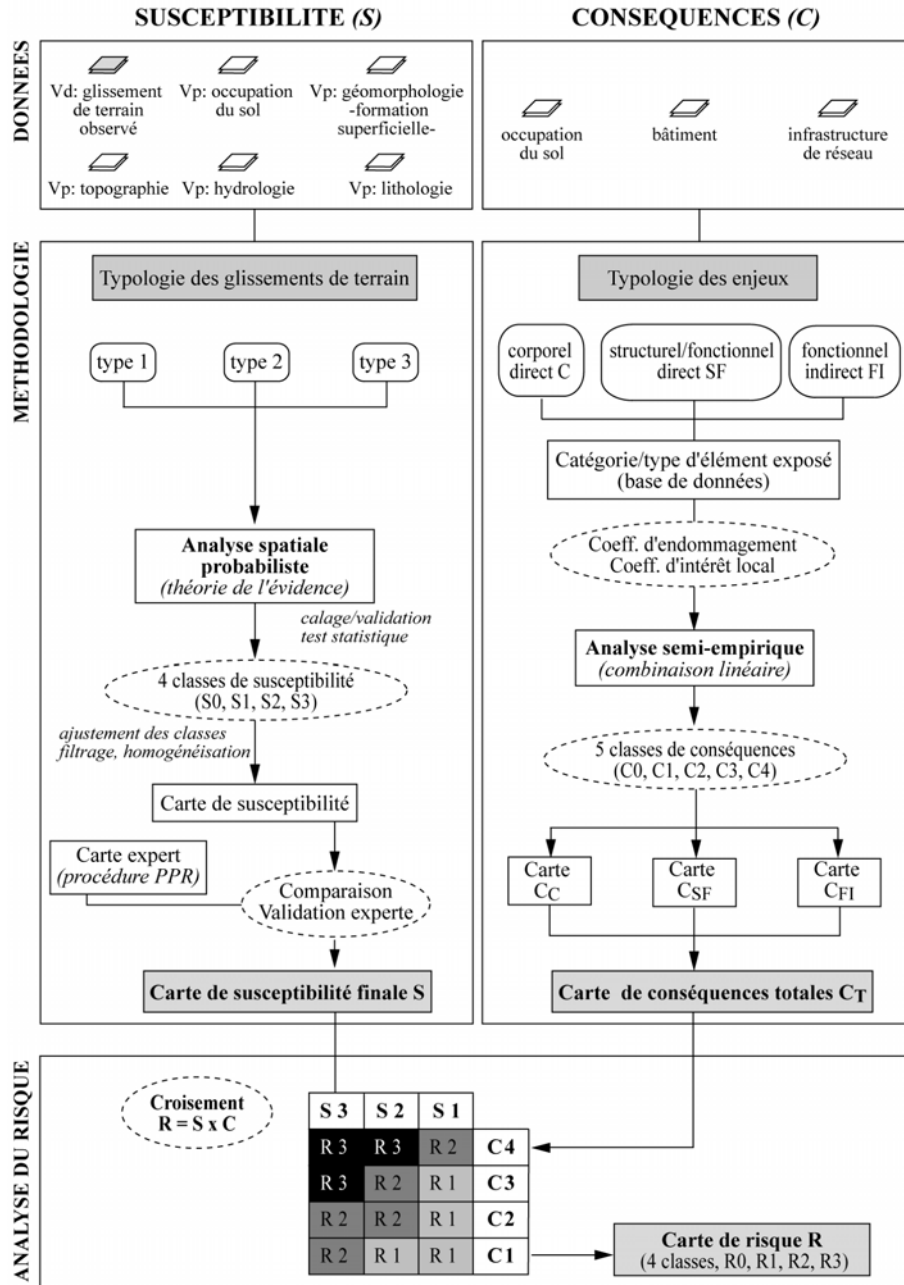 SUSCEPTIBILITE (S)
CONSEQUENCES (C)
DONNEES
Vd: glissement
de terrain
observé
Vp: occupation
du sol
Vp: géomorphologie
-formation
superficielle-
Vp: topographie
Vp: hydrologie
Vp: lithologie
occupation
du sol
bâtiment
infrastructure
de réseau
METHODOLOGIE
Typologie des glissements de terrain
type 1
type 2
type 3
Analyse spatiale
probabiliste
(théorie de l'évidence)
calage/validation
test statistique
4 classes de susceptibilité
(S0, S1, S2, S3)
ajustement des classes
filtrage, homogénéisation
Carte de susceptibilité
Carte expert
(procédure PPR)
Comparaison
Validation experte
Carte de susceptibilité finale S
Typologie des enjeux
corporel
direct C
structurel/fonctionnel
direct SF
fonctionnel
indirect FI
Catégorie/type d'élément exposé
(base de données)
Coeff. d'endommagement
Coeff. d'intérêt local
Analyse semi-empirique
(combinaison linéaire)
5 classes de conséquences
(C0, C1, C2, C3, C4)
Carte
CC
Carte
CSF
Carte
CFI
Carte de conséquences totales CT
ANALYSE DU RISQUE
Croisement
R = S x C
S 3 S 2 S 1
R 3 R 3 R 2 C4
R 3 R 2 R 1 C3
R 2 R 2 R 1 C2
R 2 R 1 R 1 C1
Carte de risque R
(4 classes, R0, R1, R2, R3)